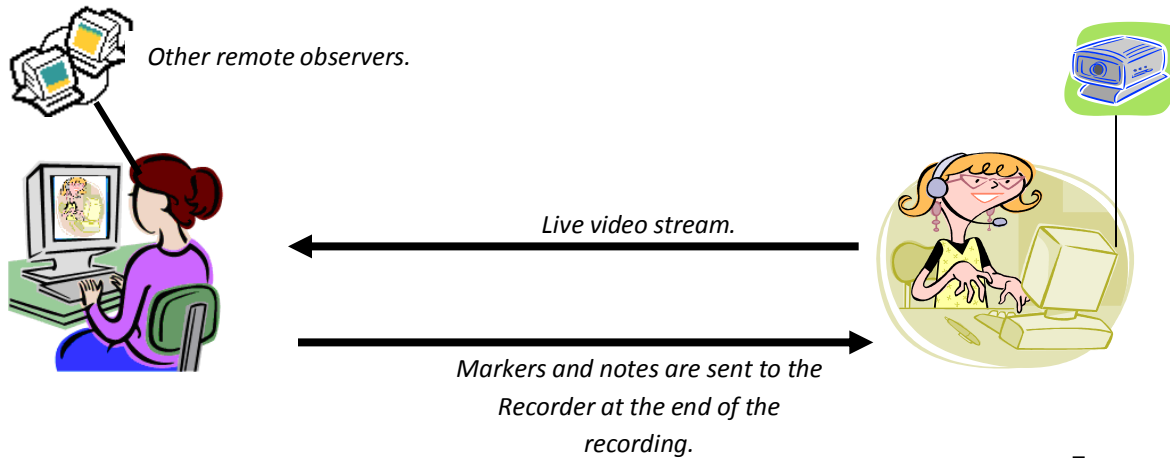 Other remote observers.
Live video stream.
Markers and notes are sent to the
Recorder at the end of the
recording.